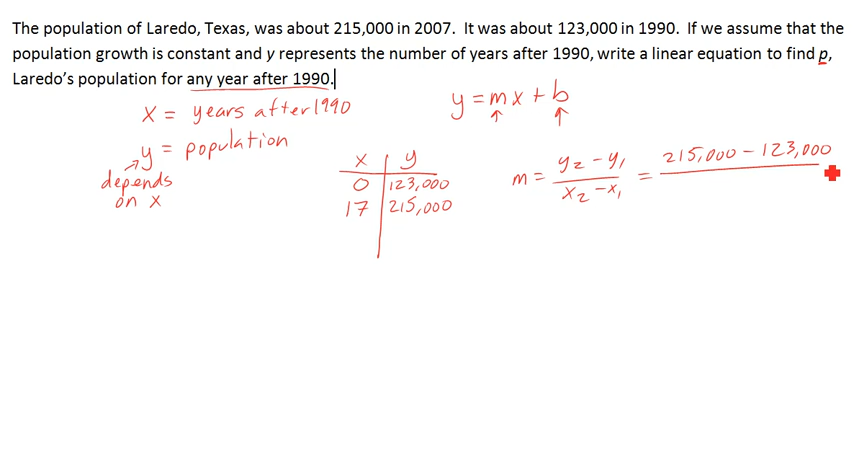 The population of Laredo, Texas, was about 215,000 in 2007.  It was about 123,000 in 1990.  If we assume that the
population growth is constant and y represents the number of years after 1990, write a linear equation to find p,
Laredo's population for any year after 1990.
x = years after 1990
y = population
depends
on x
y = mx + b
x y
0 123,000
17 215,000
m = y₂ - y₁ / x₂ - x₁ = 215,000 - 123,000